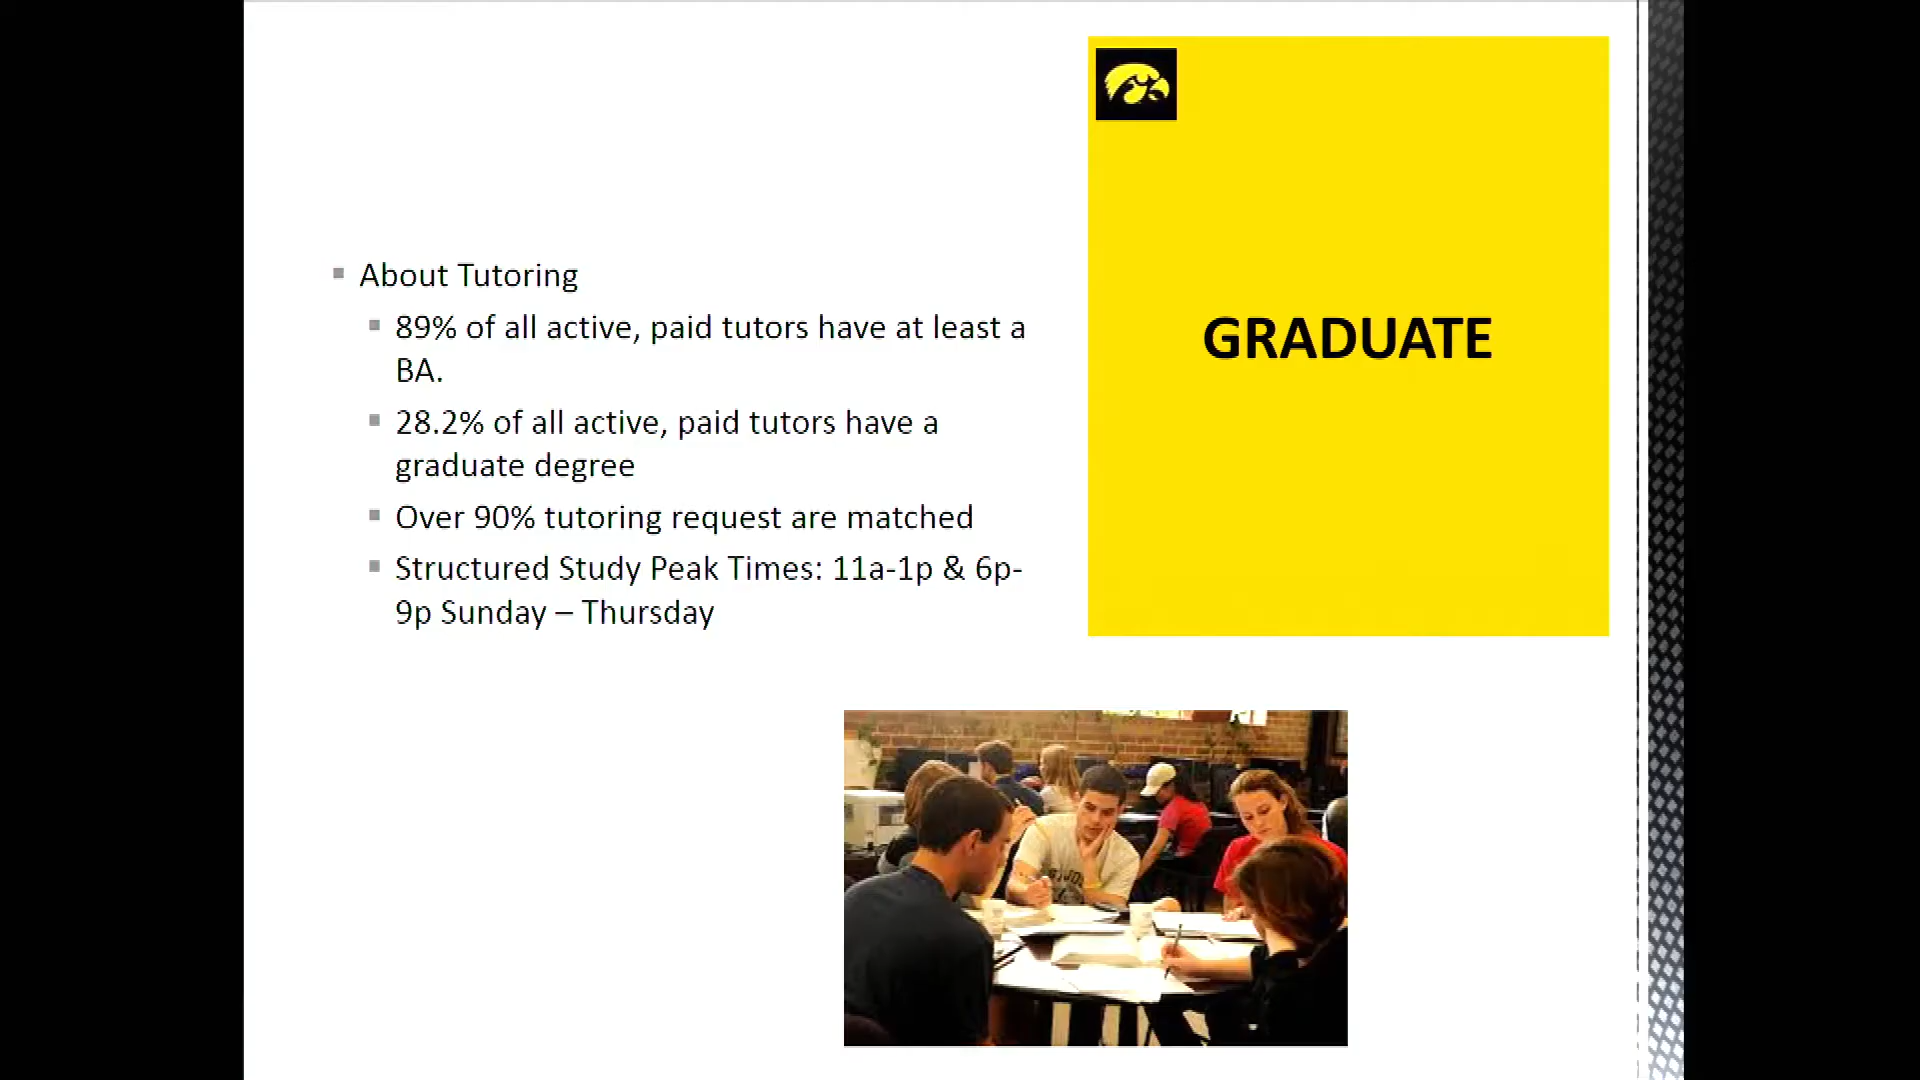 About Tutoring
89% of all active, paid tutors have at least a
BA.
28.2% of all active, paid tutors have a
graduate degree
Over 90% tutoring request are matched
Structured Study Peak Times: 11a-1p & 6p-
9p Sunday – Thursday
GRADUATE